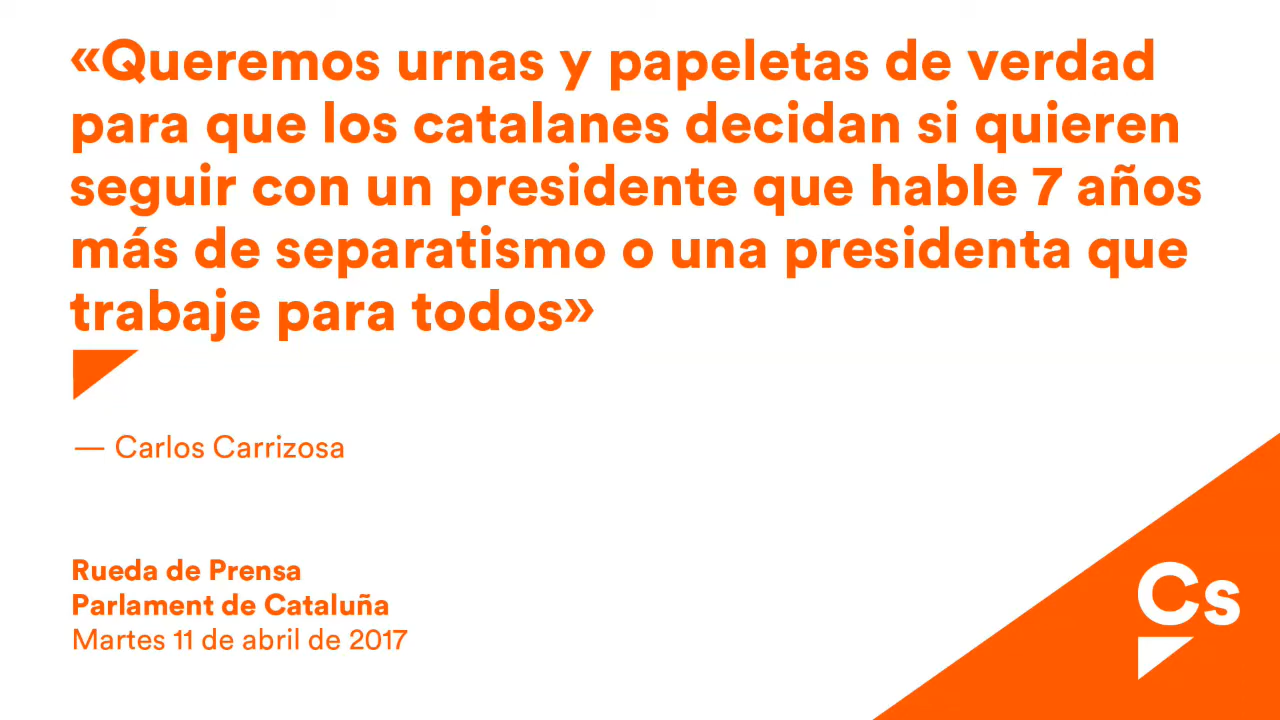 «Queremos urnas y papeletas de verdad
para que los catalanes decidan si quieren
seguir con un presidente que hable 7 años
más de separatismo o una presidenta que
trabaje para todos»
— Carlos Carrizosa
Rueda de Prensa
Parlament de Cataluña
Martes 11 de abril de 2017
Cs